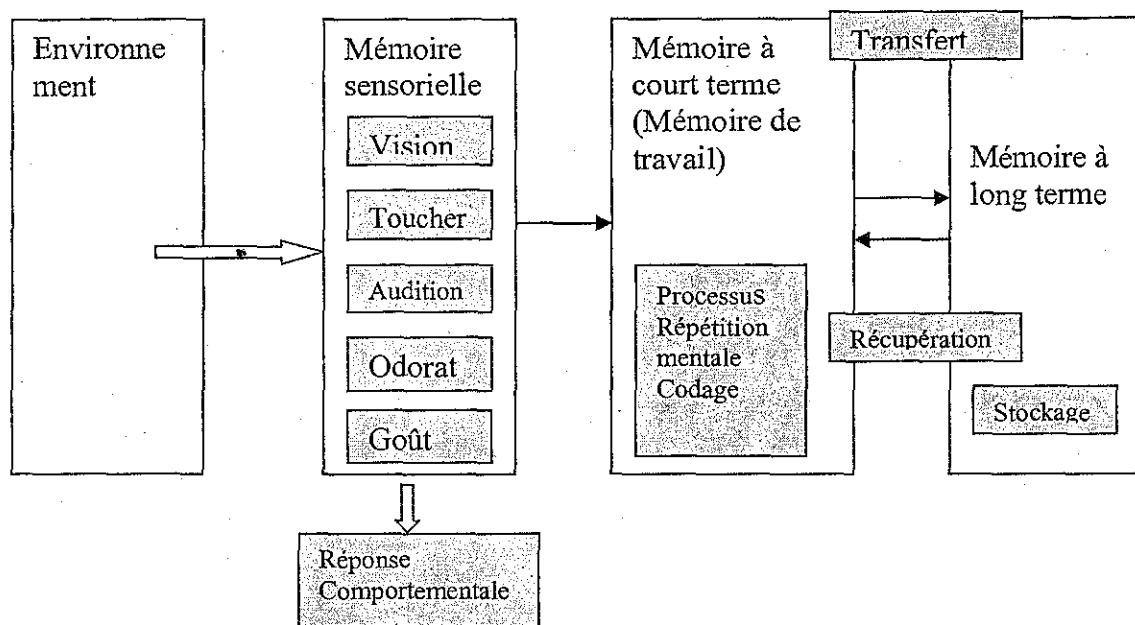 Environne
ment
Mémoire
sensorielle
Vision
Toucher
Audition
Odorat
Goût
Réponse
Comportementale
Mémoire à
court terme
(Mémoire de
travail)
Processus
Répétition
mentale
Codage
Transfert
Récupération
Mémoire à
long terme
Stockage